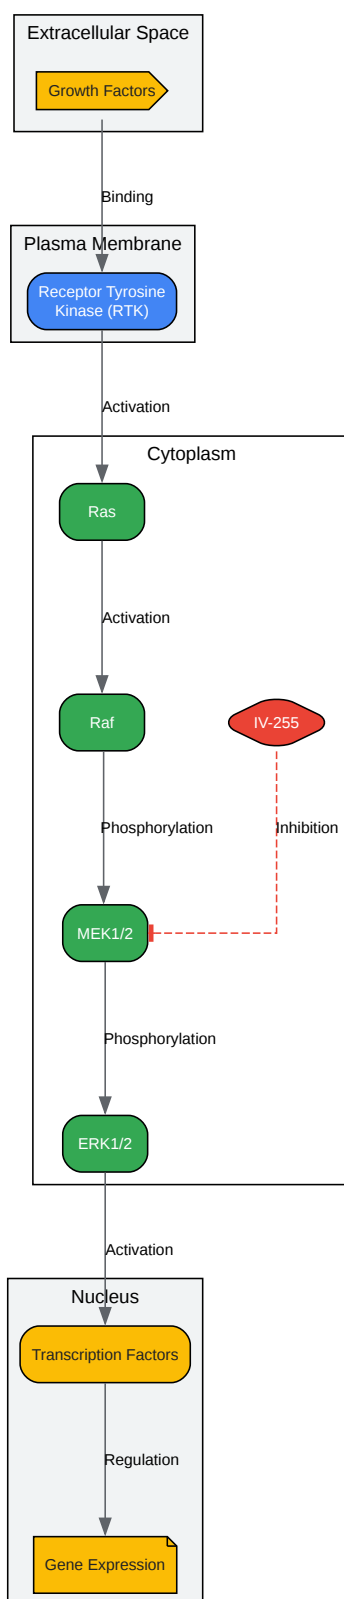 Extracellular Space
Growth Factors
Binding
Plasma Membrane
Receptor Tyrosine
Kinase (RTK)
Activation
Cytoplasm
Ras
Activation
Raf
IV-255
Phosphorylation
Inhibition
MEK1/2
Phosphorylation
ERK1/2
Activation
Nucleus
Transcription Factors
Regulation
Gene Expression